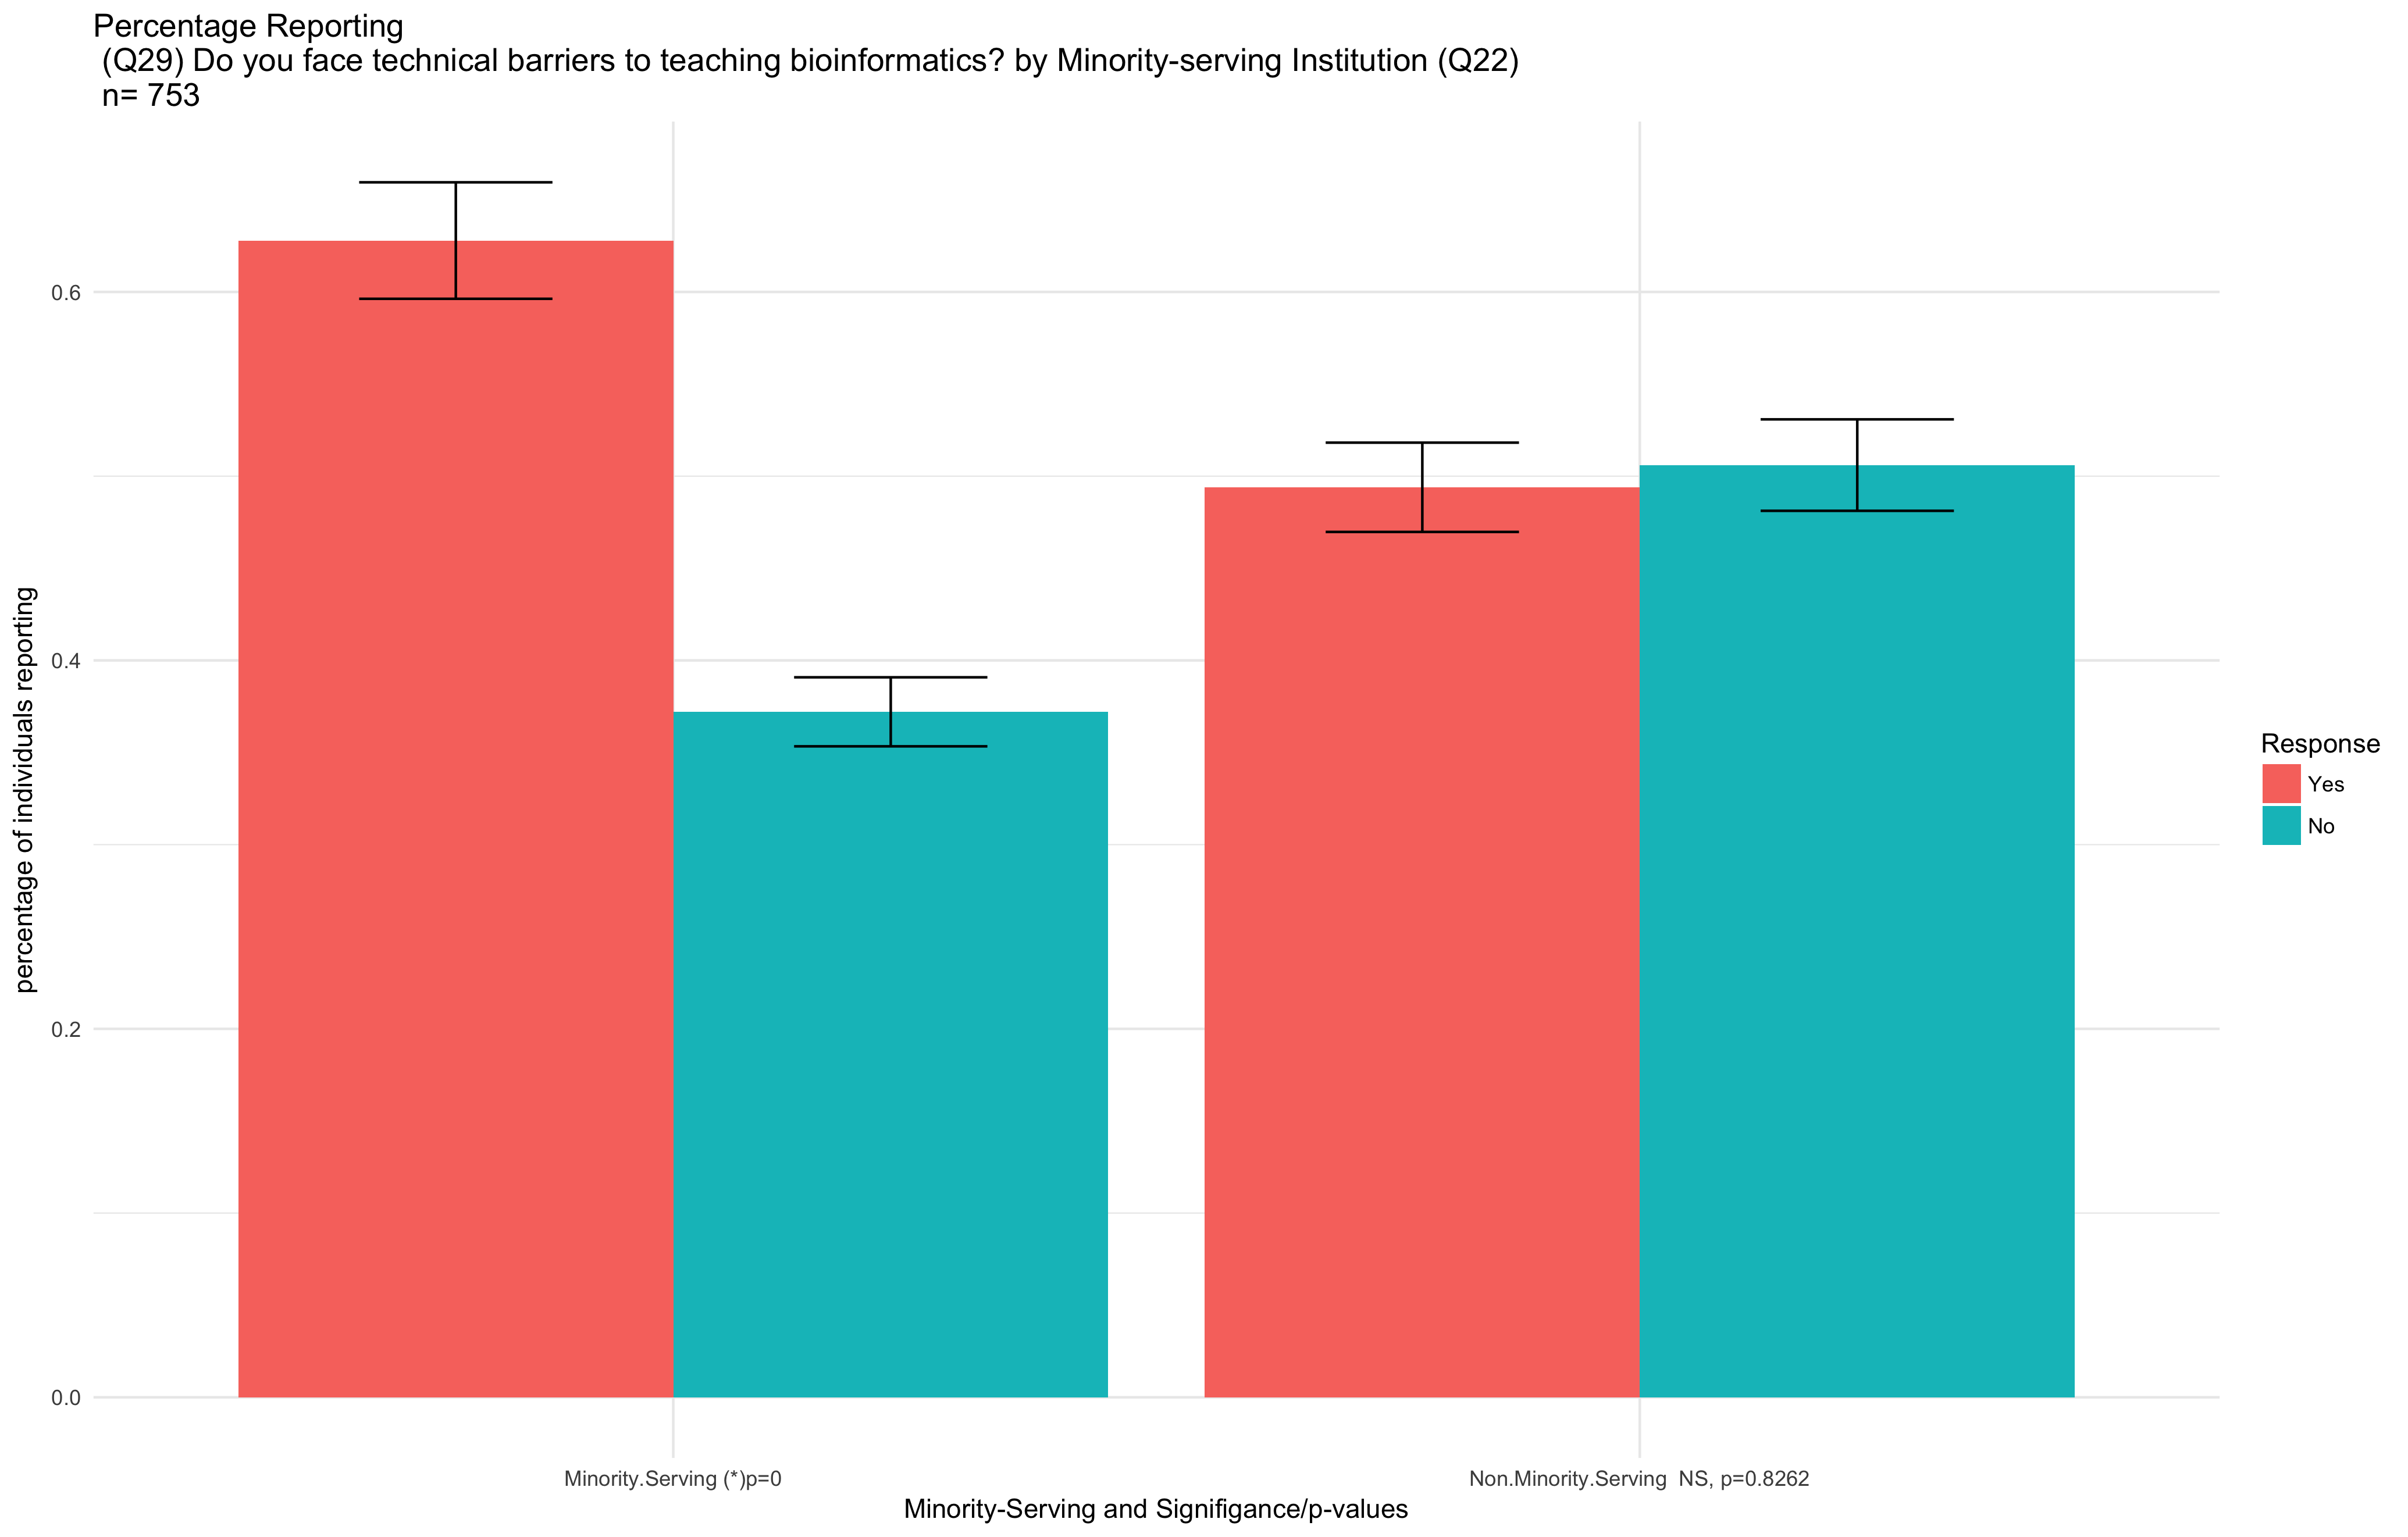 Percentage Reporting
(Q29) Do you face technical barriers to teaching bioinformatics? by Minority-serving Institution (Q22)
n= 753
percentage of individuals reporting
0.6
0.4
0.2
0.0
Minority.Serving (*)p=0
Non.Minority.Serving  NS, p=0.8262
Minority-Serving and Signifigance/p-values
Response
Yes
No